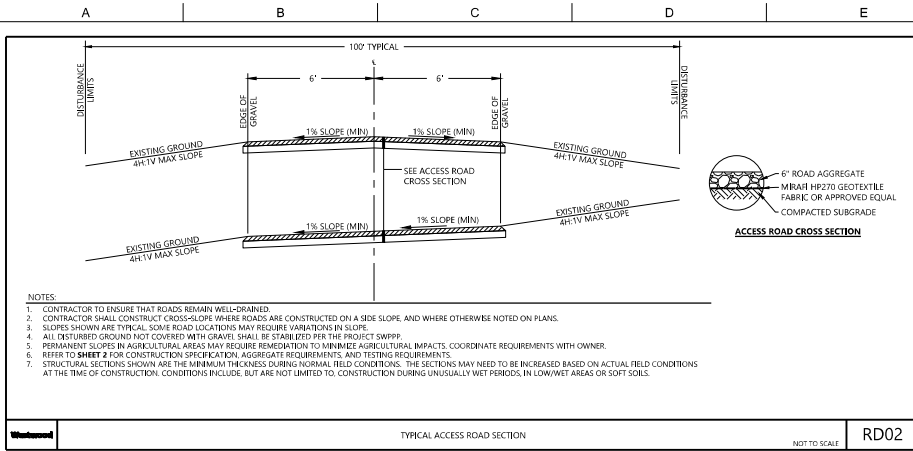 A B C D E
100' TYPICAL
℄
DISTURBANCE
LIMITS
6'
6'
DISTURBANCE
LIMITS
EDGE OF
GRAVEL
EDGE OF
GRAVEL
1% SLOPE (MIN)
1% SLOPE (MIN)
EXISTING GROUND
4H:1V MAX SLOPE
EXISTING GROUND
4H:1V MAX SLOPE
SEE ACCESS ROAD
CROSS SECTION
6" ROAD AGGREGATE
MIRAFI HP270 GEOTEXTILE
FABRIC OR APPROVED EQUAL
COMPACTED SUBGRADE
ACCESS ROAD CROSS SECTION
1% SLOPE (MIN)
1% SLOPE (MIN)
EXISTING GROUND
4H:1V MAX SLOPE
EXISTING GROUND
4H:1V MAX SLOPE
NOTES:
1. CONTRACTOR TO ENSURE THAT ROADS REMAIN WELL-DRAINED.
2. CONTRACTOR SHALL CONSTRUCT CROSS-SLOPE WHERE ROADS ARE CONSTRUCTED ON A SIDE SLOPE, AND WHERE OTHERWISE NOTED ON PLANS.
3. SLOPES SHOWN ARE TYPICAL. SOME ROAD LOCATIONS MAY REQUIRE VARIATIONS IN SLOPE.
4. ALL DISTURBED GROUND NOT COVERED WITH GRAVEL SHALL BE STABILIZED PER THE PROJECT SWPPP.
5. PERMANENT SLOPES IN AGRICULTURAL AREAS MAY REQUIRE REMEDIATION TO MINIMIZE AGRICULTURAL IMPACTS. COORDINATE REQUIREMENTS WITH OWNER.
6. REFER TO SHEET 2 FOR CONSTRUCTION SPECIFICATION, AGGREGATE REQUIREMENTS, AND TESTING REQUIREMENTS.
7. STRUCTURAL SECTIONS SHOWN ARE THE MINIMUM THICKNESS DURING NORMAL FIELD CONDITIONS. THE SECTIONS MAY NEED TO BE INCREASED BASED ON ACTUAL FIELD CONDITIONS
AT THE TIME OF CONSTRUCTION. CONDITIONS INCLUDE, BUT ARE NOT LIMITED TO, CONSTRUCTION DURING UNUSUALLY WET PERIODS, IN LOW/WET AREAS OR SOFT SOILS.
Westwood
TYPICAL ACCESS ROAD SECTION
NOT TO SCALE
RD02